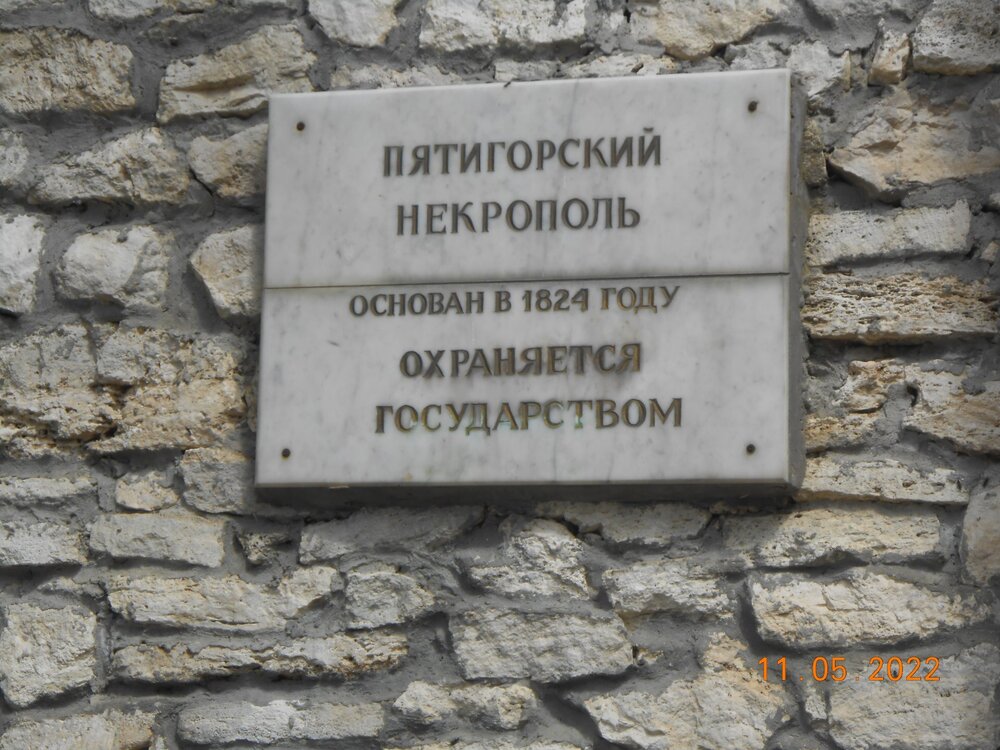 ПЯТИГОРСКИЙ
НЕКРОПОЛЬ
ОСНОВАН В 1824 ГОДУ
ОХРАНЯЕТСЯ
ГОСУДАРСТВОМ
11.05.2022